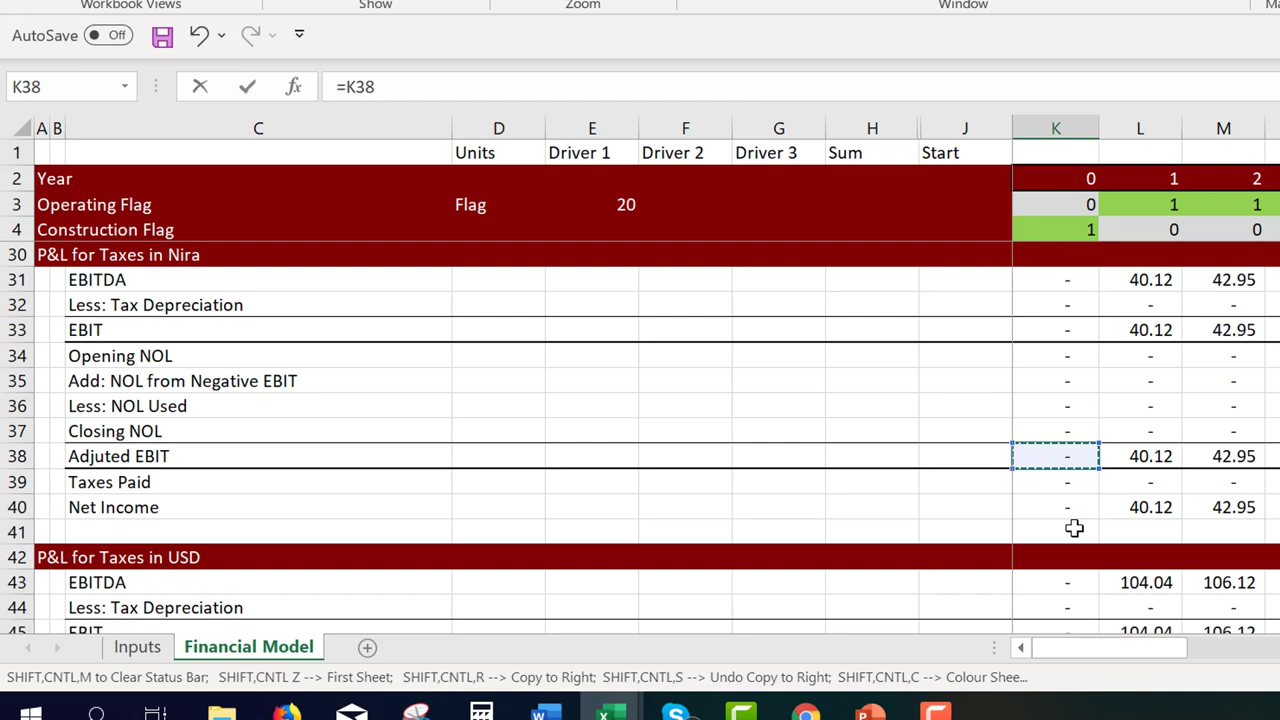 Workbook Views Show Zoom Window
AutoSave Off
K38 fx =K38
A B C D E F G H J K L M
1 Units Driver 1 Driver 2 Driver 3 Sum Start
2 Year 0 1 2
3 Operating Flag Flag 20 0 1 1
4 Construction Flag 1 0 0
30 P&L for Taxes in Nira
31 EBITDA - 40.12 42.95
32 Less: Tax Depreciation - - -
33 EBIT - 40.12 42.95
34 Opening NOL - - -
35 Add: NOL from Negative EBIT - - -
36 Less: NOL Used - - -
37 Closing NOL - - -
38 Adjuted EBIT - 40.12 42.95
39 Taxes Paid - - -
40 Net Income - 40.12 42.95
41
42 P&L for Taxes in USD
43 EBITDA - 104.04 106.12
44 Less: Tax Depreciation - - -
45 EBIT - 104.04 106.12
Inputs Financial Model
SHIFT,CNTL,M to Clear Status Bar; SHIFT,CNTL Z --> First Sheet; SHIFT,CNTL,R --> Copy to Right; SHIFT,CNTL,S --> Undo Copy to Right; SHIFT,CNTL,C --> Colour Shee...